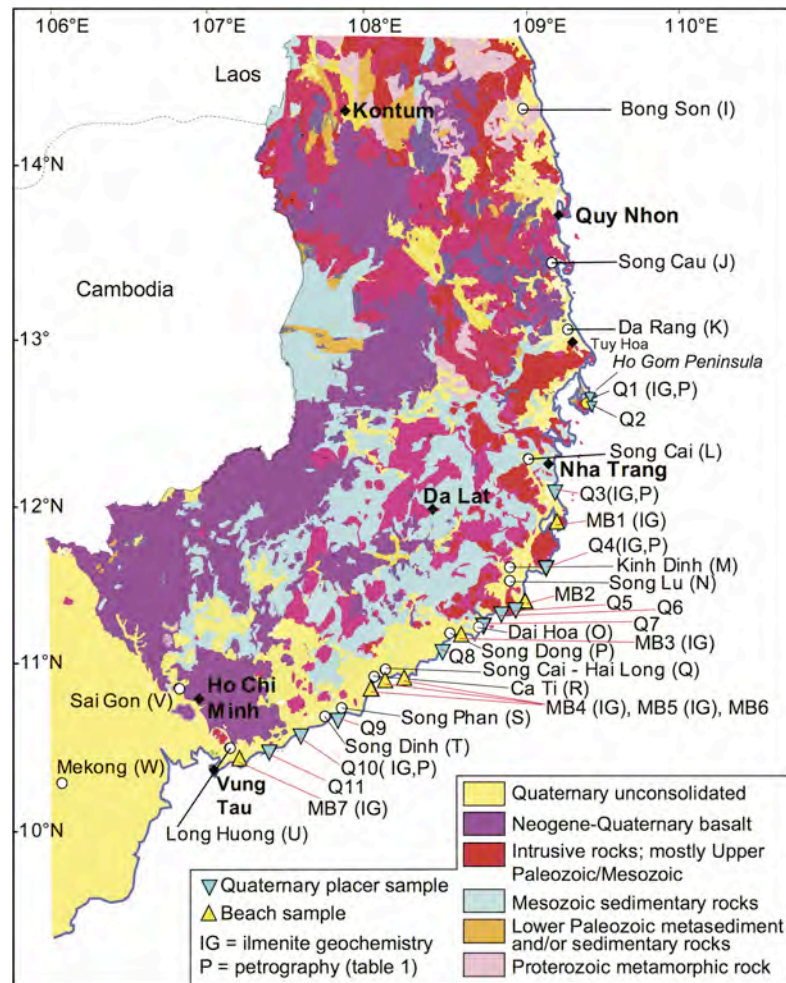 106°E 107°E 108°E 109°E 110°E
Laos
Kontum
Bong Son (I)
14°N
Quy Nhon
Song Cau (J)
Cambodia
Da Rang (K)
13°N
Tuy Hoa
Ho Gom Peninsula
Q1 (IG,P)
Q2
Song Cai (L)
Nha Trang
12°N
Da Lat
Q3(IG,P)
MB1 (IG)
Q4(IG,P)
Kinh Dinh (M)
Song Lu (N)
MB2
Q5
Q6
Q7
Dai Hoa (O)
MB3 (IG)
11°N
Q8
Song Dong (P)
Song Cai - Hai Long (Q)
Sai Gon (V)
Ho Chi
Minh
Ca Ti (R)
MB4 (IG), MB5 (IG), MB6
Song Phan (S)
Q9
Song Dinh (T)
Mekong (W)
Q10( IG,P)
Vung
Tau
Q11
MB7 (IG)
10°N
Long Huong (U)
Quaternary unconsolidated
Neogene-Quaternary basalt
Intrusive rocks; mostly Upper
Paleozoic/Mesozoic
Mesozoic sedimentary rocks
Lower Paleozoic metasediment
and/or sedimentary rocks
Proterozoic metamorphic rock
Quaternary placer sample
Beach sample
IG = ilmenite geochemistry
P = petrography (table 1)